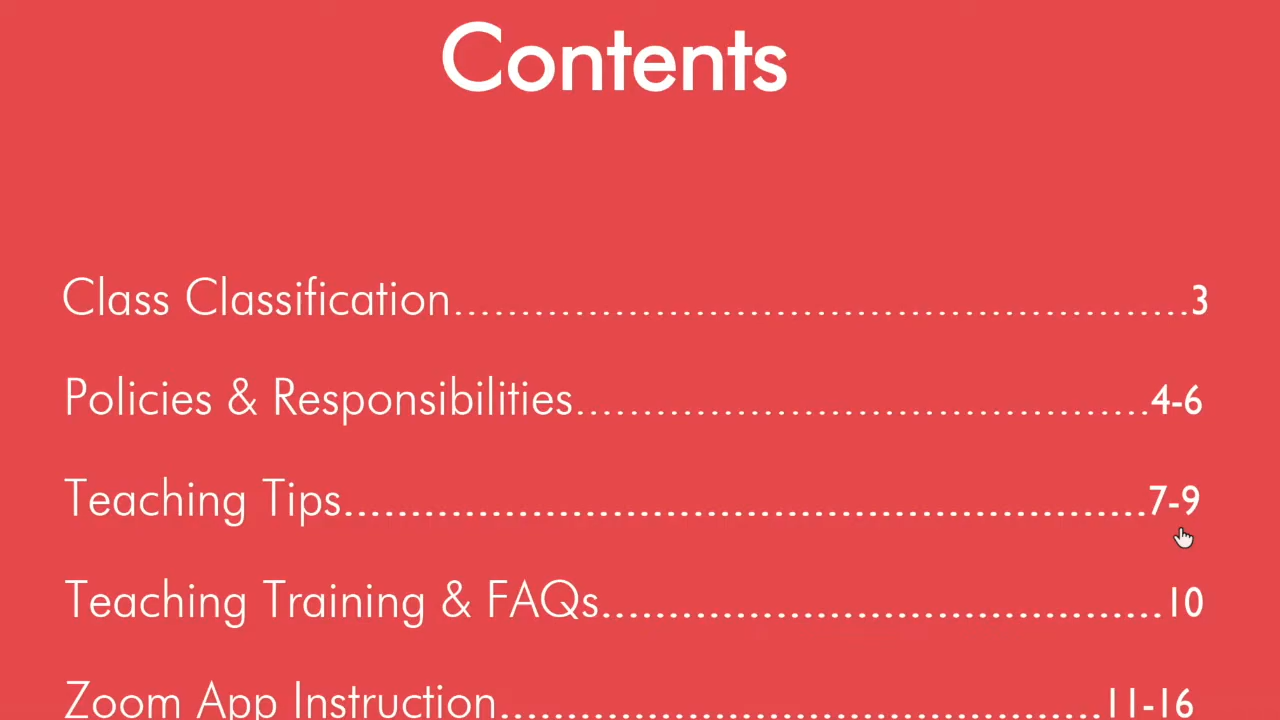 Contents
Class Classification.......................................................3
Policies & Responsibilities...........................................4-6
Teaching Tips............................................................7-9
Teaching Training & FAQs..........................................10
Zoom App Instruction.............................................11-16